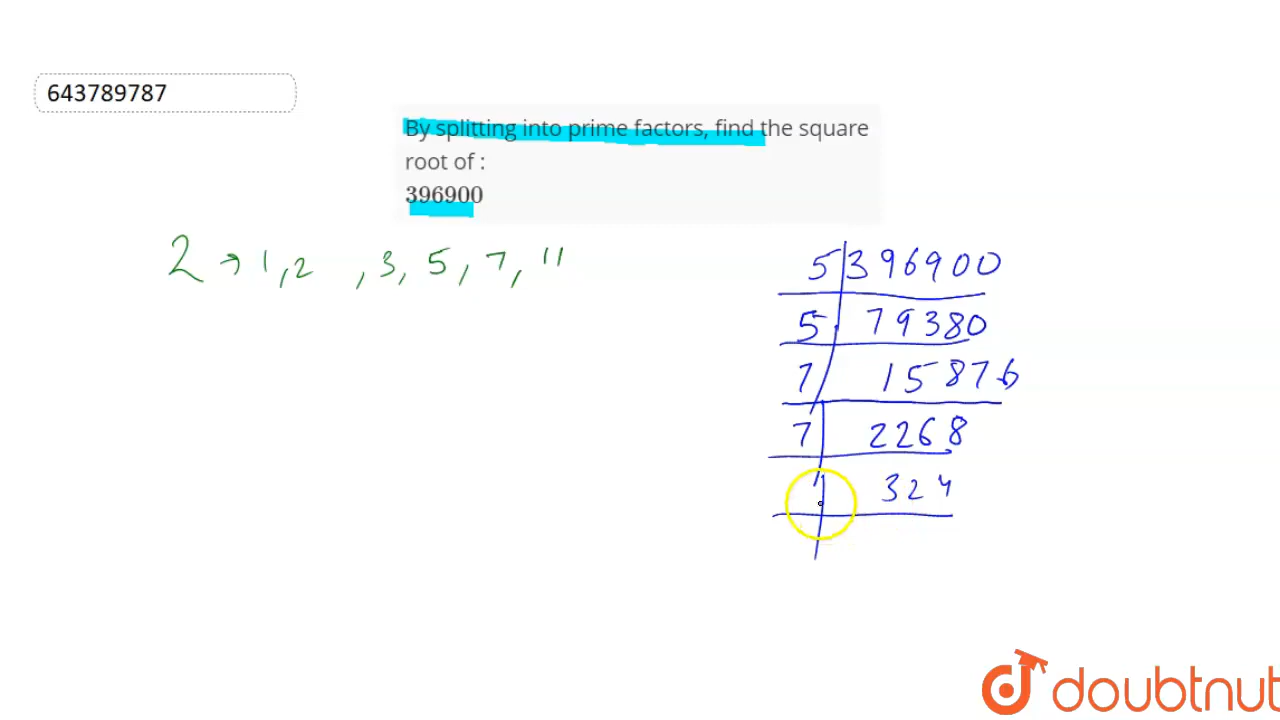 643789787
By splitting into prime factors, find the square
root of :
396900
2 → 1, 2 , 3, 5, 7, 11
5 396900
5 79380
7 15876
7 2268
324
doubtnut